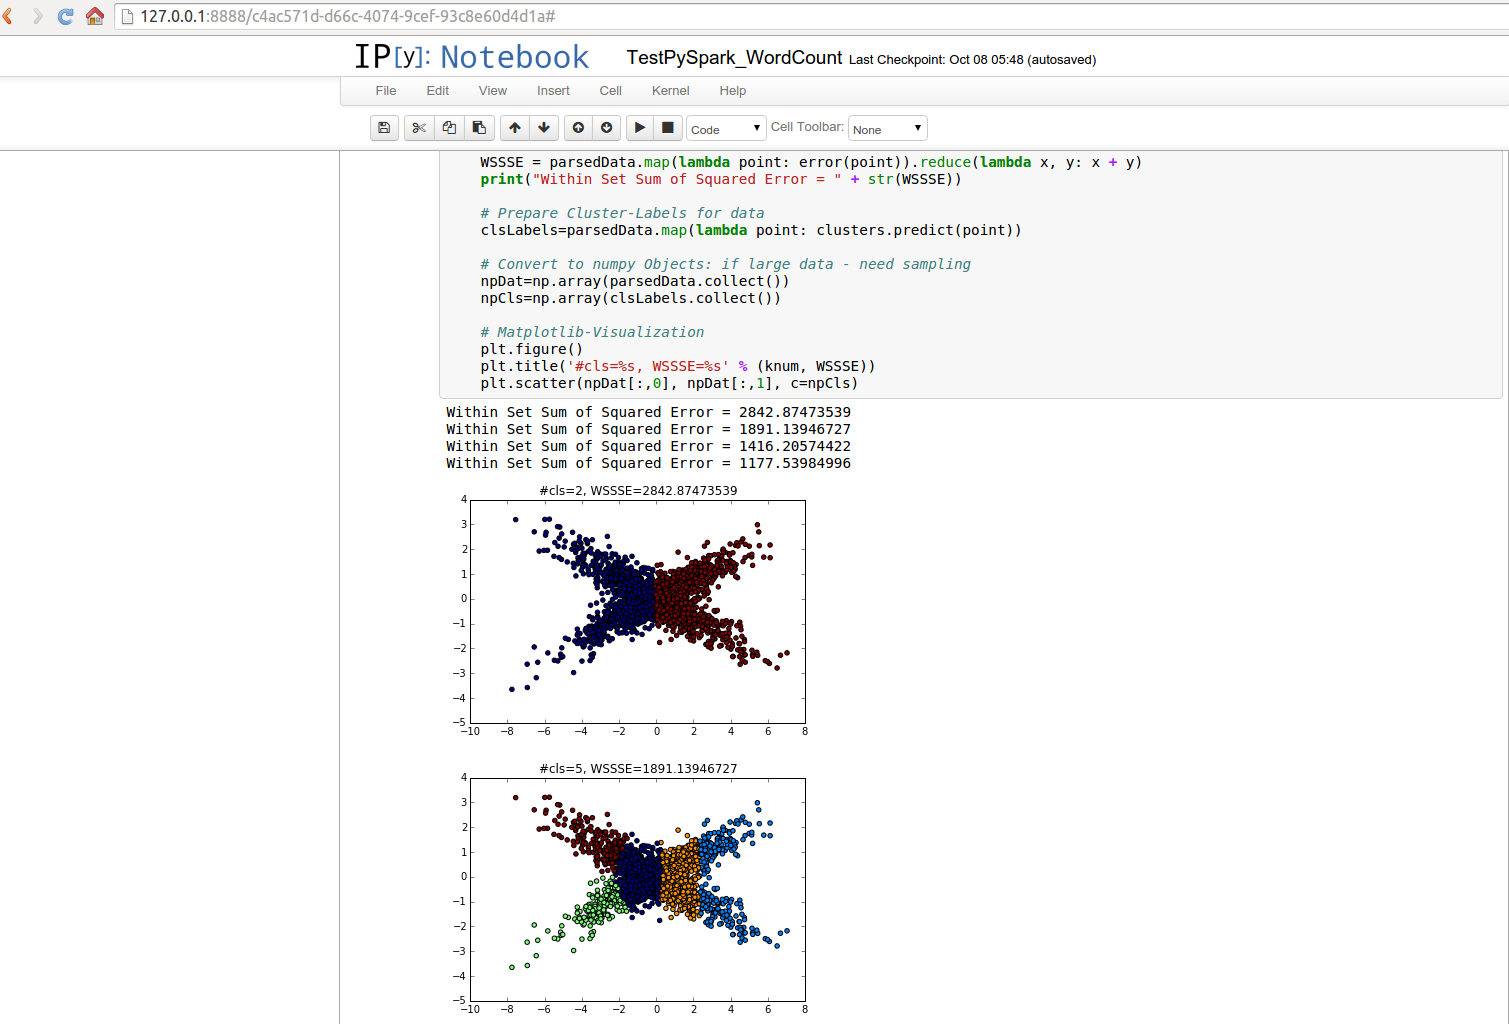 127.0.0.1:8888/c4ac571d-d66c-4074-9cef-93c8e60d4d1a#
IP[y]: Notebook TestPySpark_WordCount Last Checkpoint: Oct 08 05:48 (autosaved)
File Edit View Insert Cell Kernel Help
Code Cell Toolbar: None
WSSSE = parsedData.map(lambda point: error(point)).reduce(lambda x, y: x + y)
print("Within Set Sum of Squared Error = " + str(WSSSE))
# Prepare Cluster-Labels for data
clsLabels=parsedData.map(lambda point: clusters.predict(point))
# Convert to numpy Objects: if large data - need sampling
npDat=np.array(parsedData.collect())
npCls=np.array(clsLabels.collect())
# Matplotlib-Visualization
plt.figure()
plt.title('#cls=%s, WSSSE=%s' % (knum, WSSSE))
plt.scatter(npDat[:,0], npDat[:,1], c=npCls)
Within Set Sum of Squared Error = 2842.87473539
Within Set Sum of Squared Error = 1891.13946727
Within Set Sum of Squared Error = 1416.20574422
Within Set Sum of Squared Error = 1177.53984996
#cls=2, WSSSE=2842.87473539
4
3
2
1
0
−1
−2
−3
−4
−5
−10 −8 −6 −4 −2 0 2 4 6 8
#cls=5, WSSSE=1891.13946727
4
3
2
1
0
−1
−2
−3
−4
−5
−10 −8 −6 −4 −2 0 2 4 6 8